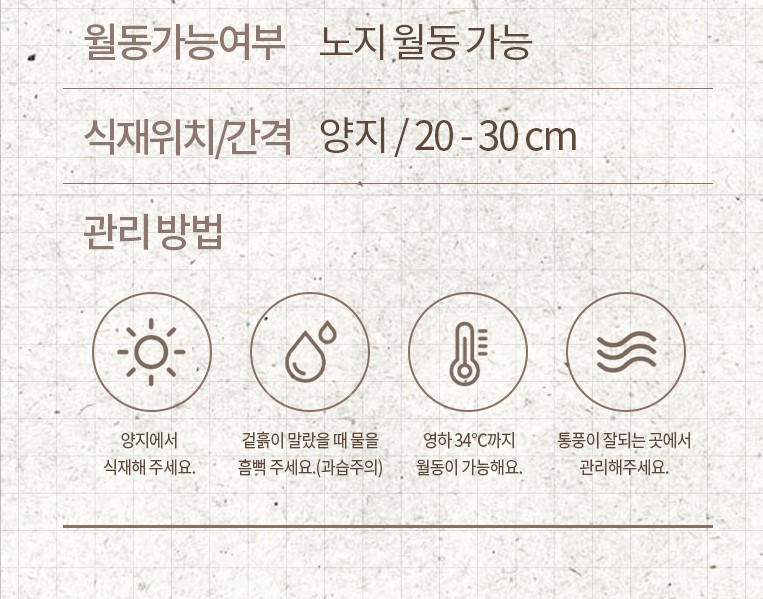 월동가능여부 노지 월동 가능
식재위치/간격 양지 / 20 - 30 cm
관리 방법
양지에서
식재해 주세요.
겉흙이 말랐을 때 물을
흠뻑 주세요.(과습주의)
영하 34℃까지
월동이 가능해요.
통풍이 잘되는 곳에서
관리해주세요.